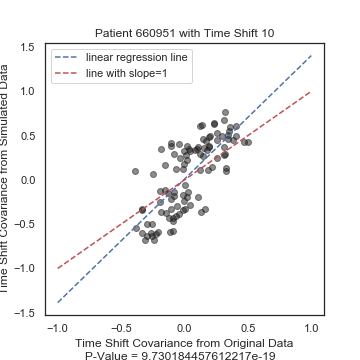 Patient 660951 with Time Shift 10
linear regression line
line with slope=1
1.5
1.0
0.5
0.0
−0.5
−1.0
−1.5
Time Shift Covariance from Simulated Data
−1.0
−0.5
0.0
0.5
1.0
Time Shift Covariance from Original Data
P-Value = 9.730184457612217e-19